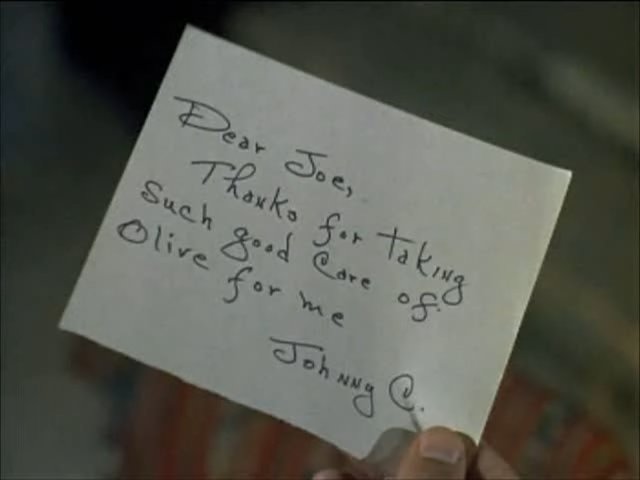 Dear Joe,
Thanks for taking
such good care of
Olive for me
Johnny C.